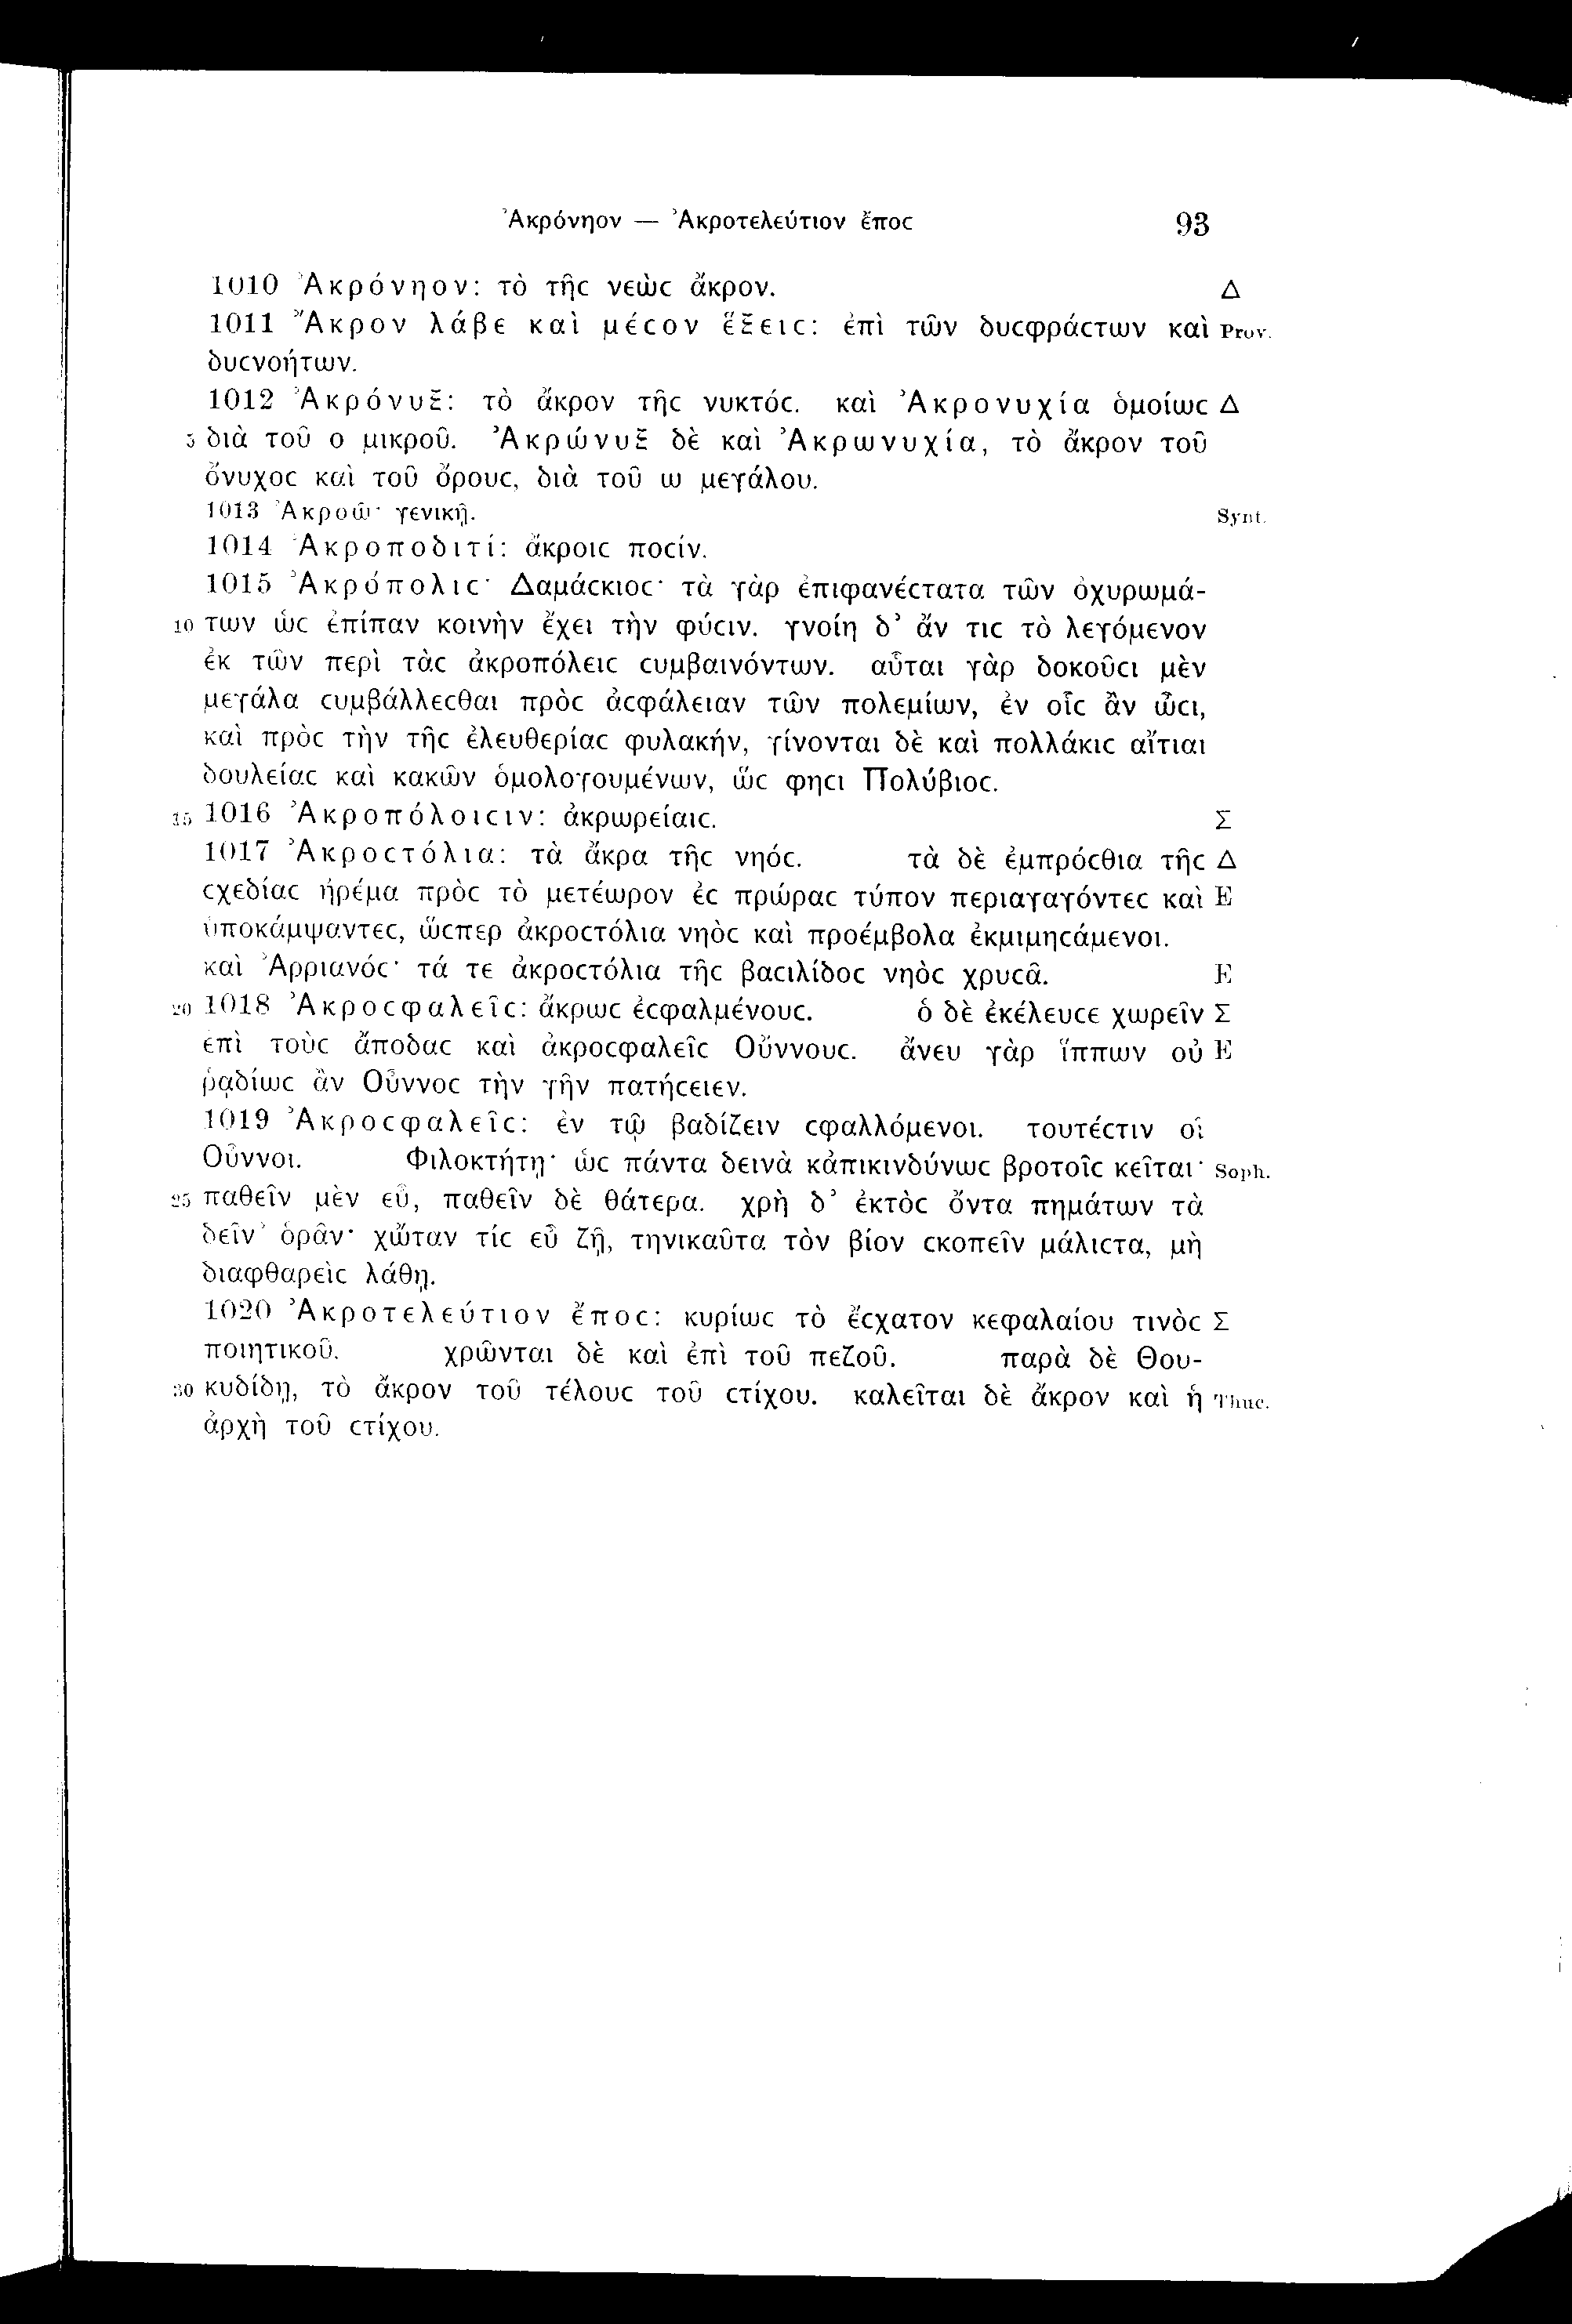 Ἀκρόνηον — Ἀκροτελεύτιον ἔποϲ 93
1010 Ἀκρόνηον: τὸ τῆϲ νεὼϲ ἄκρον. Δ
1011 Ἄκρον λάβε καὶ μέϲον ἕξειϲ: ἐπὶ τῶν δυϲφράϲτων καὶ Prov.
δυϲνοήτων.
1012 Ἀκρόνυξ: τὸ ἄκρον τῆϲ νυκτόϲ. καὶ Ἀκρονυχία ὁμοίωϲ Δ
5 διὰ τοῦ ο μικροῦ. Ἀκρώνυξ δὲ καὶ Ἀκρωνυχία, τὸ ἄκρον τοῦ
ὄνυχοϲ καὶ τοῦ ὄρουϲ, διὰ τοῦ ω μεγάλου.
1013 Ἀκροῶ· γενικῇ. Synt.
1014 Ἀκροποδιτί: ἄκροιϲ ποϲίν.
1015 Ἀκρόπολιϲ· Δαμάϲκιοϲ· τὰ γὰρ ἐπιφανέϲτατα τῶν ὀχυρωμά-
10 των ὡϲ ἐπίπαν κοινὴν ἔχει τὴν φύϲιν. γνοίη δ’ ἄν τιϲ τὸ λεγόμενον
ἐκ τῶν περὶ τὰϲ ἀκροπόλειϲ ϲυμβαινόντων. αὗται γὰρ δοκοῦϲι μὲν
μεγάλα ϲυμβάλλεϲθαι πρὸϲ ἀϲφάλειαν τῶν πολεμίων, ἐν οἷϲ ἂν ὦϲι,
καὶ πρὸϲ τὴν τῆϲ ἐλευθερίαϲ φυλακήν, γίνονται δὲ καὶ πολλάκιϲ αἴτιαι
δουλείαϲ καὶ κακῶν ὁμολογουμένων, ὥϲ φηϲι Πολύβιοϲ.
15 1016 Ἀκροπόλοιϲιν: ἀκρωρείαιϲ. Σ
1017 Ἀκροϲτόλια: τὰ ἄκρα τῆϲ νηόϲ. τὰ δὲ ἐμπρόϲθια τῆϲ Δ
ϲχεδίαϲ ἠρέμα πρὸϲ τὸ μετέωρον ἐϲ πρώραϲ τύπον περιαγαγόντεϲ καὶ E
ὑποκάμψαντεϲ, ὥϲπερ ἀκροϲτόλια νηὸϲ καὶ προέμβολα ἐκμιμηϲάμενοι.
καὶ Ἀρριανόϲ· τά τε ἀκροϲτόλια τῆϲ βαϲιλίδοϲ νηὸϲ χρυϲᾶ. E
20 1018 Ἀκροϲφαλεῖϲ: ἄκρωϲ ἐϲφαλμένουϲ. ὁ δὲ ἐκέλευϲε χωρεῖν Σ
ἐπὶ τοὺϲ ἄποδαϲ καὶ ἀκροϲφαλεῖϲ Οὔννουϲ. ἄνευ γὰρ ἵππων οὐ E
ῥᾳδίωϲ ἂν Οὖννοϲ τὴν γῆν πατήϲειεν.
1019 Ἀκροϲφαλεῖϲ: ἐν τῷ βαδίζειν ϲφαλλόμενοι. τουτέϲτιν οἱ
Οὖννοι. Φιλοκτήτῃ· ὡϲ πάντα δεινὰ κἀπικινδύνωϲ βροτοῖϲ κεῖται· Soph.
25 παθεῖν μὲν εὖ, παθεῖν δὲ θάτερα. χρὴ δ’ ἐκτὸϲ ὄντα πημάτων τὰ
δεῖν’ ὁρᾶν· χὤταν τίϲ εὖ ζῇ, τηνικαῦτα τὸν βίον ϲκοπεῖν μάλιϲτα, μὴ
διαφθαρεὶϲ λάθῃ.
1020 Ἀκροτελεύτιον ἔποϲ: κυρίωϲ τὸ ἔϲχατον κεφαλαίου τινὸϲ Σ
ποιητικοῦ. χρῶνται δὲ καὶ ἐπὶ τοῦ πεζοῦ. παρὰ δὲ Θου-
30 κυδίδῃ, τὸ ἄκρον τοῦ τέλουϲ τοῦ ϲτίχου. καλεῖται δὲ ἄκρον καὶ ἡ Thuc.
ἀρχὴ τοῦ ϲτίχου.